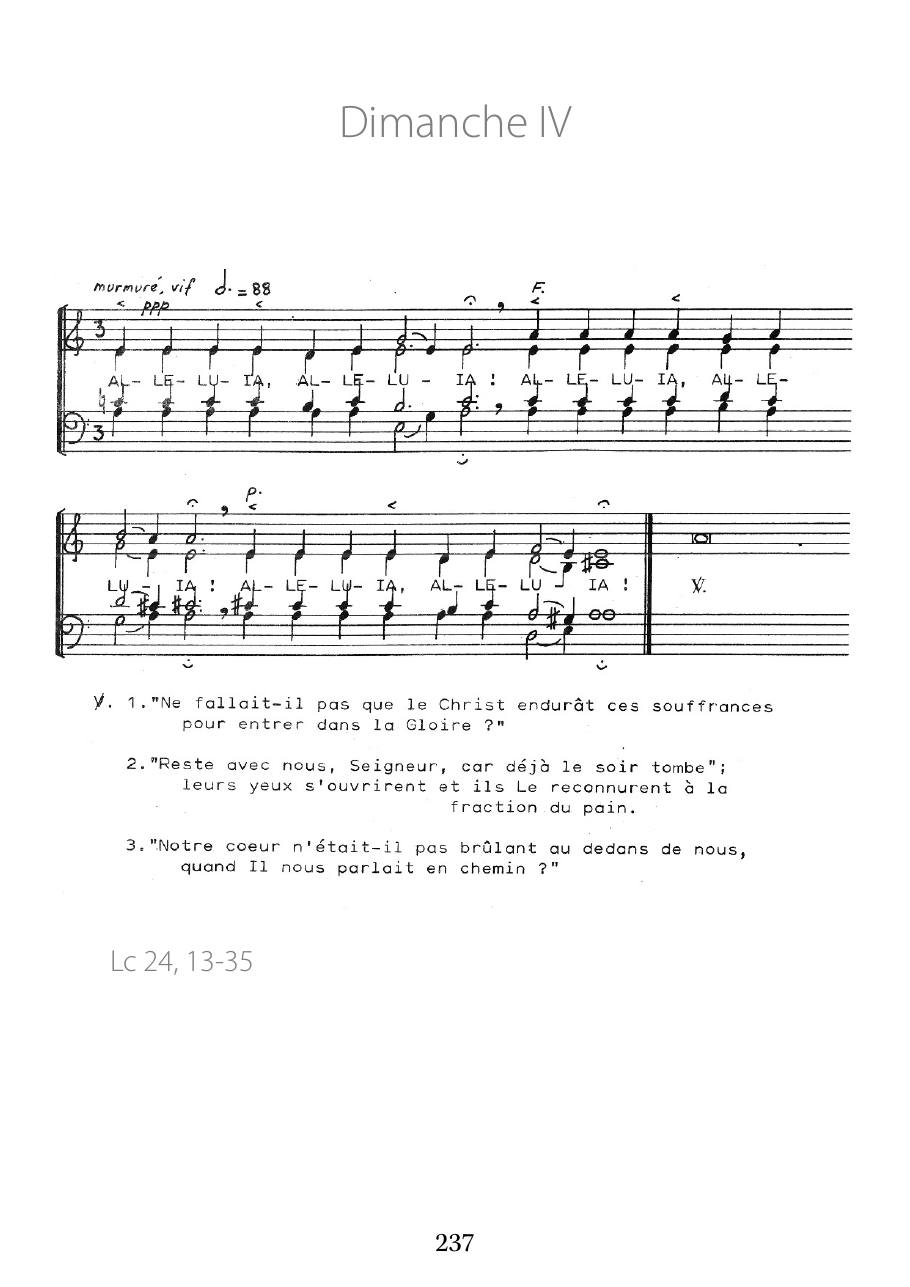 Dimanche IV
murmuré, vif 𝅗𝅥. = 88
ppp F.
3
AL- LE- LU- IA, AL- LE- LU - IA ! AL- LE- LU- IA, AL- LE-
3
p.
LU - IA ! AL- LE- LU- IA, AL- LE- LU - IA ! V.
V. 1."Ne fallait-il pas que le Christ endurât ces souffrances
pour entrer dans la Gloire ?"
2."Reste avec nous, Seigneur, car déjà le soir tombe";
leurs yeux s'ouvrirent et ils Le reconnurent à la
fraction du pain.
3."Notre coeur n'était-il pas brûlant au dedans de nous,
quand Il nous parlait en chemin ?"
Lc 24, 13-35
237